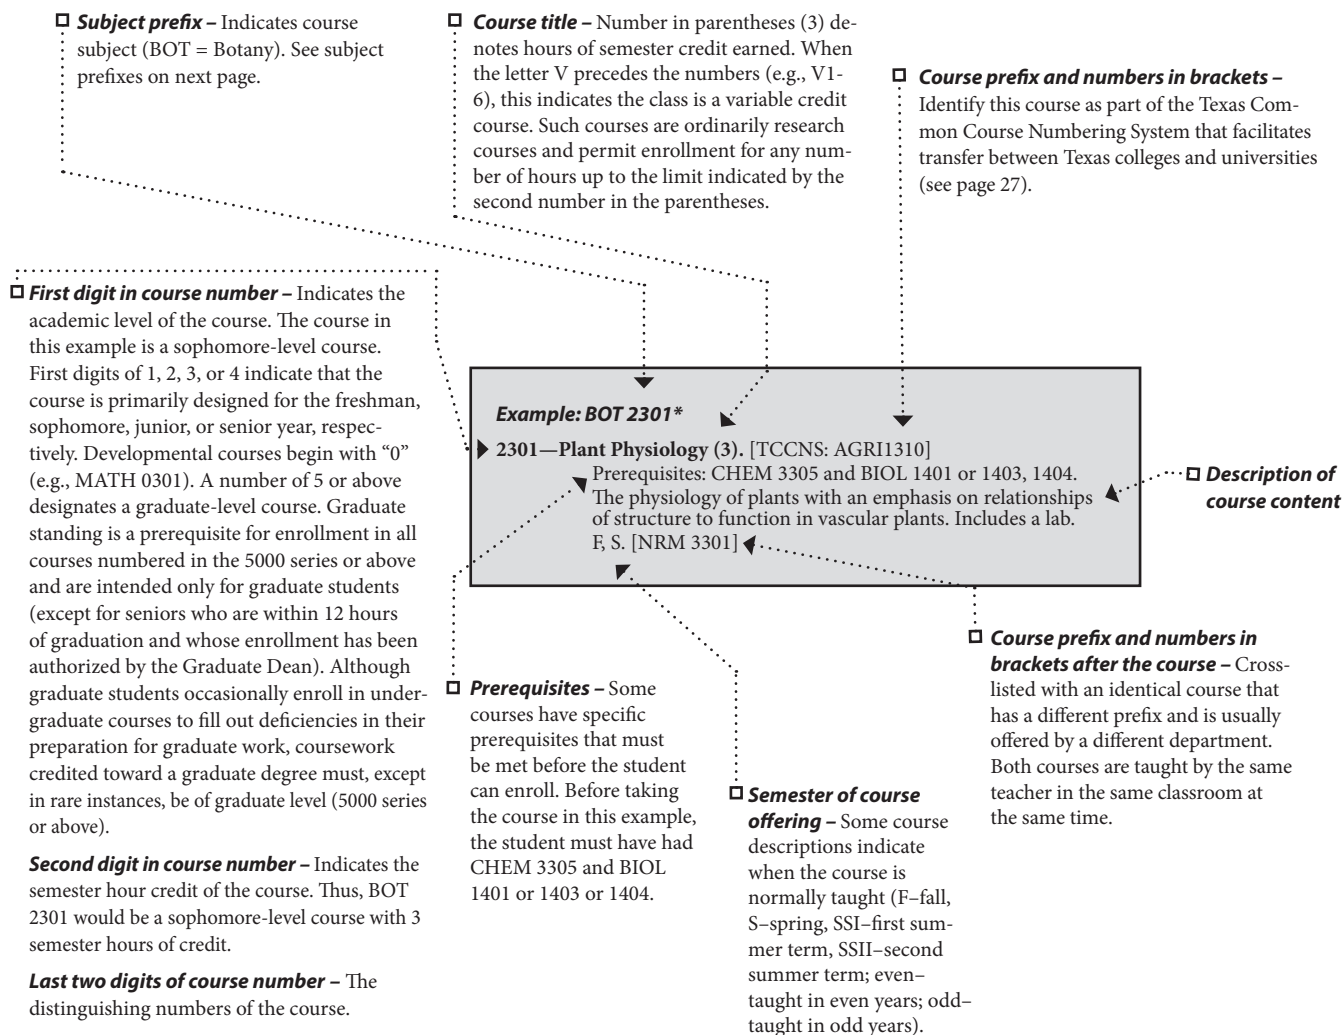 Subject prefix – Indicates course
subject (BOT = Botany). See subject
prefixes on next page.
Course title – Number in parentheses (3) de-
notes hours of semester credit earned. When
the letter V precedes the numbers (e.g., V1-
6), this indicates the class is a variable credit
course. Such courses are ordinarily research
courses and permit enrollment for any num-
ber of hours up to the limit indicated by the
second number in the parentheses.
Course prefix and numbers in brackets –
Identify this course as part of the Texas Com-
mon Course Numbering System that facilitates
transfer between Texas colleges and universities
(see page 27).
First digit in course number – Indicates the
academic level of the course. The course in
this example is a sophomore-level course.
First digits of 1, 2, 3, or 4 indicate that the
course is primarily designed for the freshman,
sophomore, junior, or senior year, respec-
tively. Developmental courses begin with “0”
(e.g., MATH 0301). A number of 5 or above
designates a graduate-level course. Graduate
standing is a prerequisite for enrollment in all
courses numbered in the 5000 series or above
and are intended only for graduate students
(except for seniors who are within 12 hours
of graduation and whose enrollment has been
authorized by the Graduate Dean). Although
graduate students occasionally enroll in under-
graduate courses to fill out deficiencies in their
preparation for graduate work, coursework
credited toward a graduate degree must, except
in rare instances, be of graduate level (5000 series
or above).
Second digit in course number – Indicates the
semester hour credit of the course. Thus, BOT
2301 would be a sophomore-level course with 3
semester hours of credit.
Last two digits of course number – The
distinguishing numbers of the course.
Example: BOT 2301*
2301—Plant Physiology (3). [TCCNS: AGRI1310]
Prerequisites: CHEM 3305 and BIOL 1401 or 1403, 1404.
The physiology of plants with an emphasis on relationships
of structure to function in vascular plants. Includes a lab.
F, S. [NRM 3301]
Description of
course content
Prerequisites – Some
courses have specific
prerequisites that must
be met before the student
can enroll. Before taking
the course in this example,
the student must have had
CHEM 3305 and BIOL
1401 or 1403 or 1404.
Semester of course
offering – Some course
descriptions indicate
when the course is
normally taught (F–fall,
S–spring, SSI–first sum-
mer term, SSII–second
summer term; even–
taught in even years; odd–
taught in odd years).
Course prefix and numbers in
brackets after the course – Cross-
listed with an identical course that
has a different prefix and is usually
offered by a different department.
Both courses are taught by the same
teacher in the same classroom at
the same time.